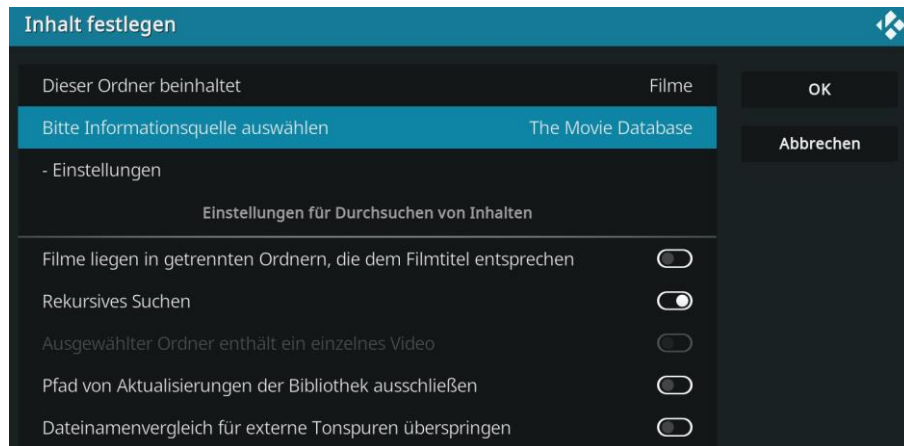 Inhalt festlegen
Dieser Ordner beinhaltet Filme
OK
Bitte Informationsquelle auswählen The Movie Database
Abbrechen
- Einstellungen
Einstellungen für Durchsuchen von Inhalten
Filme liegen in getrennten Ordnern, die dem Filmtitel entsprechen
Rekursives Suchen
Ausgewählter Ordner enthält ein einzelnes Video
Pfad von Aktualisierungen der Bibliothek ausschließen
Dateinamenvergleich für externe Tonspuren überspringen